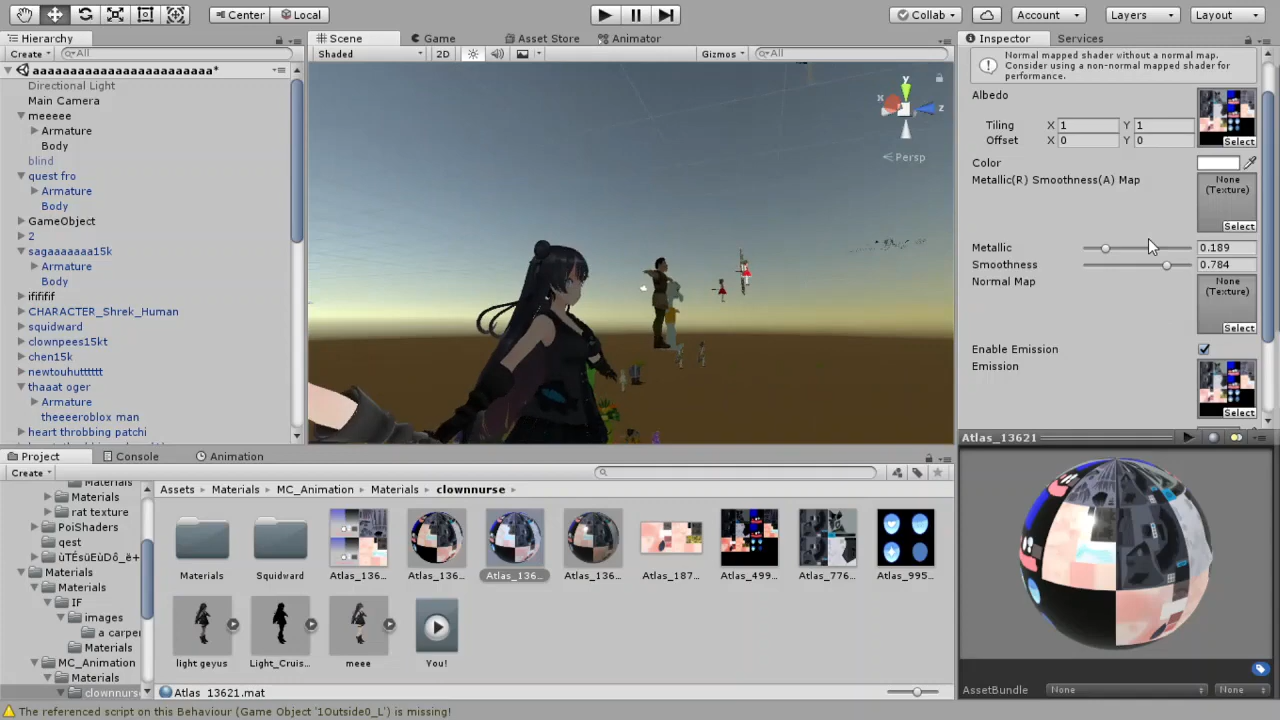 Center
Local
Collab
Account
Layers
Layout
Hierarchy
Scene
Game
Asset Store
Animator
Inspector
Services
Create
All
Shaded
2D
Gizmos
All
aaaaaaaaaaaaaaaaaaaaaaaa*
Directional Light
Main Camera
meeeee
Armature
Body
blind
quest fro
Armature
Body
GameObject
2
sagaaaaaaa15k
Armature
Body
ififififif
CHARACTER_Shrek_Human
squidward
clownpees15kt
chen15k
newtouhutttttt
thaaat oger
Armature
theeeeroblox man
heart throbbing patchi
y
x
z
Persp
Normal mapped shader without a normal map.
Consider using a non-normal mapped shader for
performance.
Albedo
Tiling X 1 Y 1
Offset X 0 Y 0
Select
Color
Metallic(R) Smoothness(A) Map
None
(Texture)
Select
Metallic 0.189
Smoothness 0.784
Normal Map
None
(Texture)
Select
Enable Emission
Emission
Select
Project
Console
Animation
Create
Materials
Materials
rat texture
PoiShaders
qest
Materials
Materials
IF
images
a carper
Materials
MC_Animation
Materials
clownnurse
Assets
Materials
MC_Animation
Materials
clownnurse
Materials
Squidward
Atlas_136...
Atlas_136...
Atlas_136...
Atlas_136...
Atlas_187...
Atlas_499...
Atlas_776...
Atlas_995...
light geyus
Light_Cruis...
meee
You!
Atlas_13621.mat
Atlas_13621
AssetBundle
None
None
The referenced script on this Behaviour (Game Object '1Outside0_L') is missing!